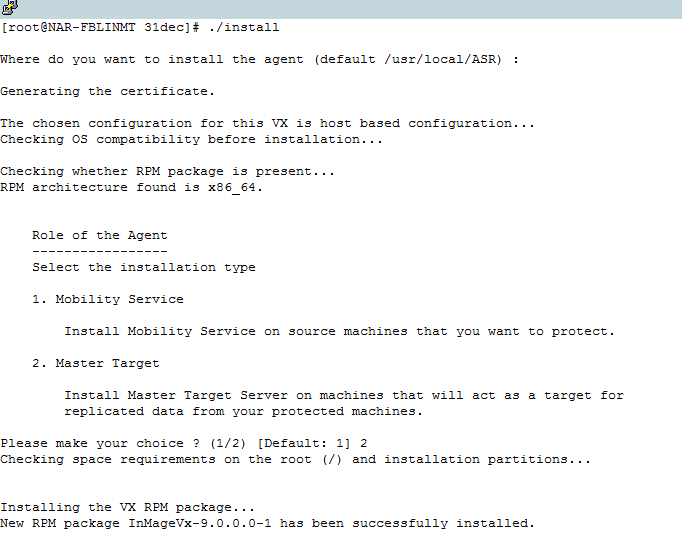 [root@NAR-FBLINMT 31dec]# ./install
Where do you want to install the agent (default /usr/local/ASR) :
Generating the certificate.
The chosen configuration for this VX is host based configuration...
Checking OS compatibility before installation...
Checking whether RPM package is present...
RPM architecture found is x86_64.
Role of the Agent
-----------------
Select the installation type
1. Mobility Service
Install Mobility Service on source machines that you want to protect.
2. Master Target
Install Master Target Server on machines that will act as a target for
replicated data from your protected machines.
Please make your choice ? (1/2) [Default: 1] 2
Checking space requirements on the root (/) and installation partitions...
Installing the VX RPM package...
New RPM package InMageVx-9.0.0.0-1 has been successfully installed.